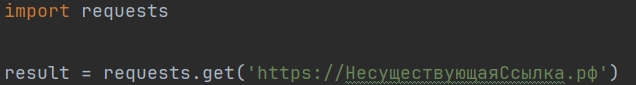 import requests
result = requests.get('https://НесуществующаяСсылка.рф')